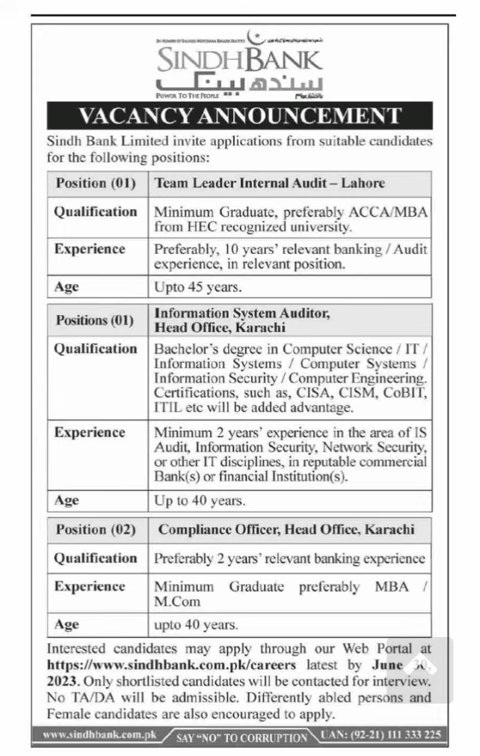 SINDHBANK
سندھ بینک
POWER TO THE PEOPLE
VACANCY ANNOUNCEMENT
Sindh Bank Limited invite applications from suitable candidates
for the following positions:
Position (01) Team Leader Internal Audit – Lahore
Qualification Minimum Graduate, preferably ACCA/MBA
from HEC recognized university.
Experience Preferably, 10 years' relevant banking / Audit
experience, in relevant position.
Age Upto 45 years.
Positions (01) Information System Auditor,
Head Office, Karachi
Qualification Bachelor's degree in Computer Science / IT /
Information Systems / Computer Systems /
Information Security / Computer Engineering.
Certifications, such as, CISA, CISM, CoBIT,
ITIL etc will be added advantage.
Experience Minimum 2 years' experience in the area of IS
Audit, Information Security, Network Security,
or other IT disciplines, in reputable commercial
Bank(s) or financial Institution(s).
Age Up to 40 years.
Position (02) Compliance Officer, Head Office, Karachi
Qualification Preferably 2 years' relevant banking experience
Experience Minimum Graduate preferably MBA /
M.Com
Age upto 40 years.
Interested candidates may apply through our Web Portal at
https://www.sindhbank.com.pk/careers latest by June
2023. Only shortlisted candidates will be contacted for interview.
No TA/DA will be admissible. Differently abled persons and
Female candidates are also encouraged to apply.
www.sindhbank.com.pk SAY "NO" TO CORRUPTION UAN: (92-21) 111 333 225